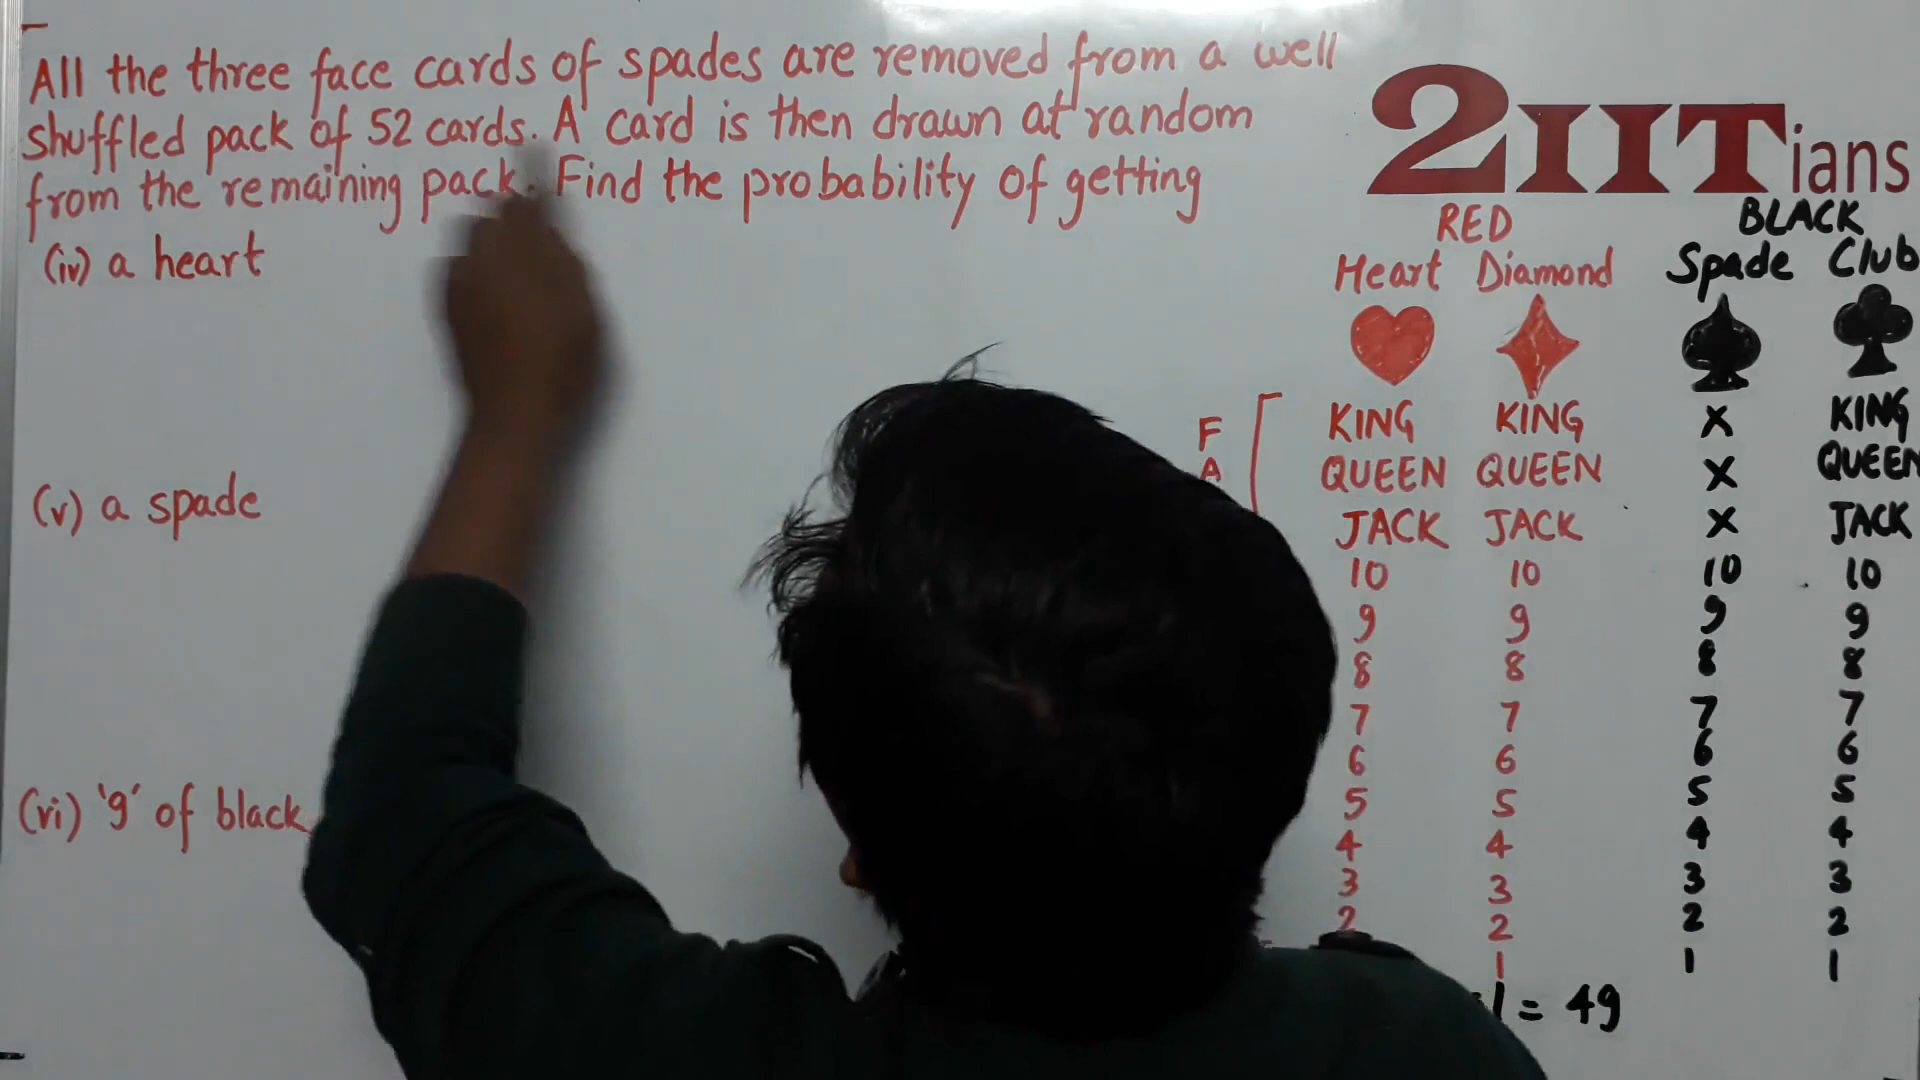 All the three face cards of spades are removed from a well
shuffled pack of 52 cards. A card is then drawn at random
from the remaining pack. Find the probability of getting
(iv) a heart
(v) a spade
(vi) '9' of black
2IITians
RED BLACK
Heart Diamond Spade Club
F
A
KING KING X KING
QUEEN QUEEN X QUEEN
JACK JACK X JACK
10 10 10 10
9 9 9 9
8 8 8 8
7 7 7 7
6 6 6 6
5 5 5 5
4 4 4 4
3 3 3 3
2 2 2 2
1 1 1
= 49